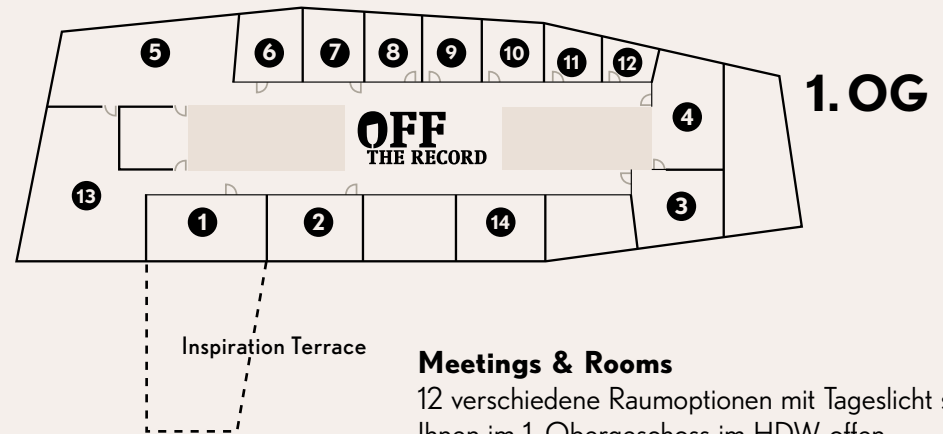 5
6
7
8
9
10
11
12
1. OG
4
OFF
THE RECORD
13
1
2
14
3
Inspiration Terrace
Meetings & Rooms
12 verschiedene Raumoptionen mit Tageslicht
Ihnen im 1. Obergeschoss im HDW offen